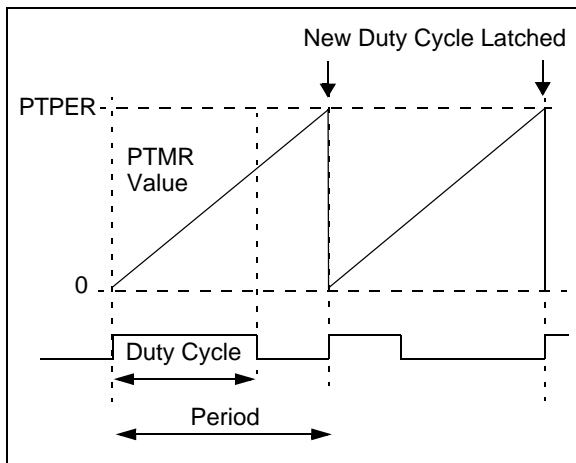 New Duty Cycle Latched
PTPER
PTMR
Value
0
Duty Cycle
Period